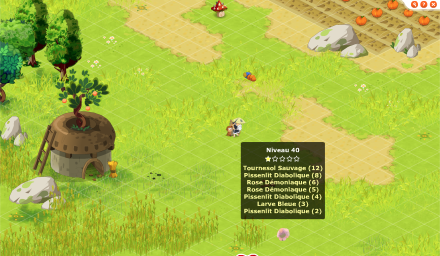 Niveau 40
Tournesol Sauvage (12)
Pissenlit Diabolique (8)
Rose Démoniaque (6)
Rose Démoniaque (5)
Pissenlit Diabolique (4)
Larve Bleue (3)
Pissenlit Diabolique (2)